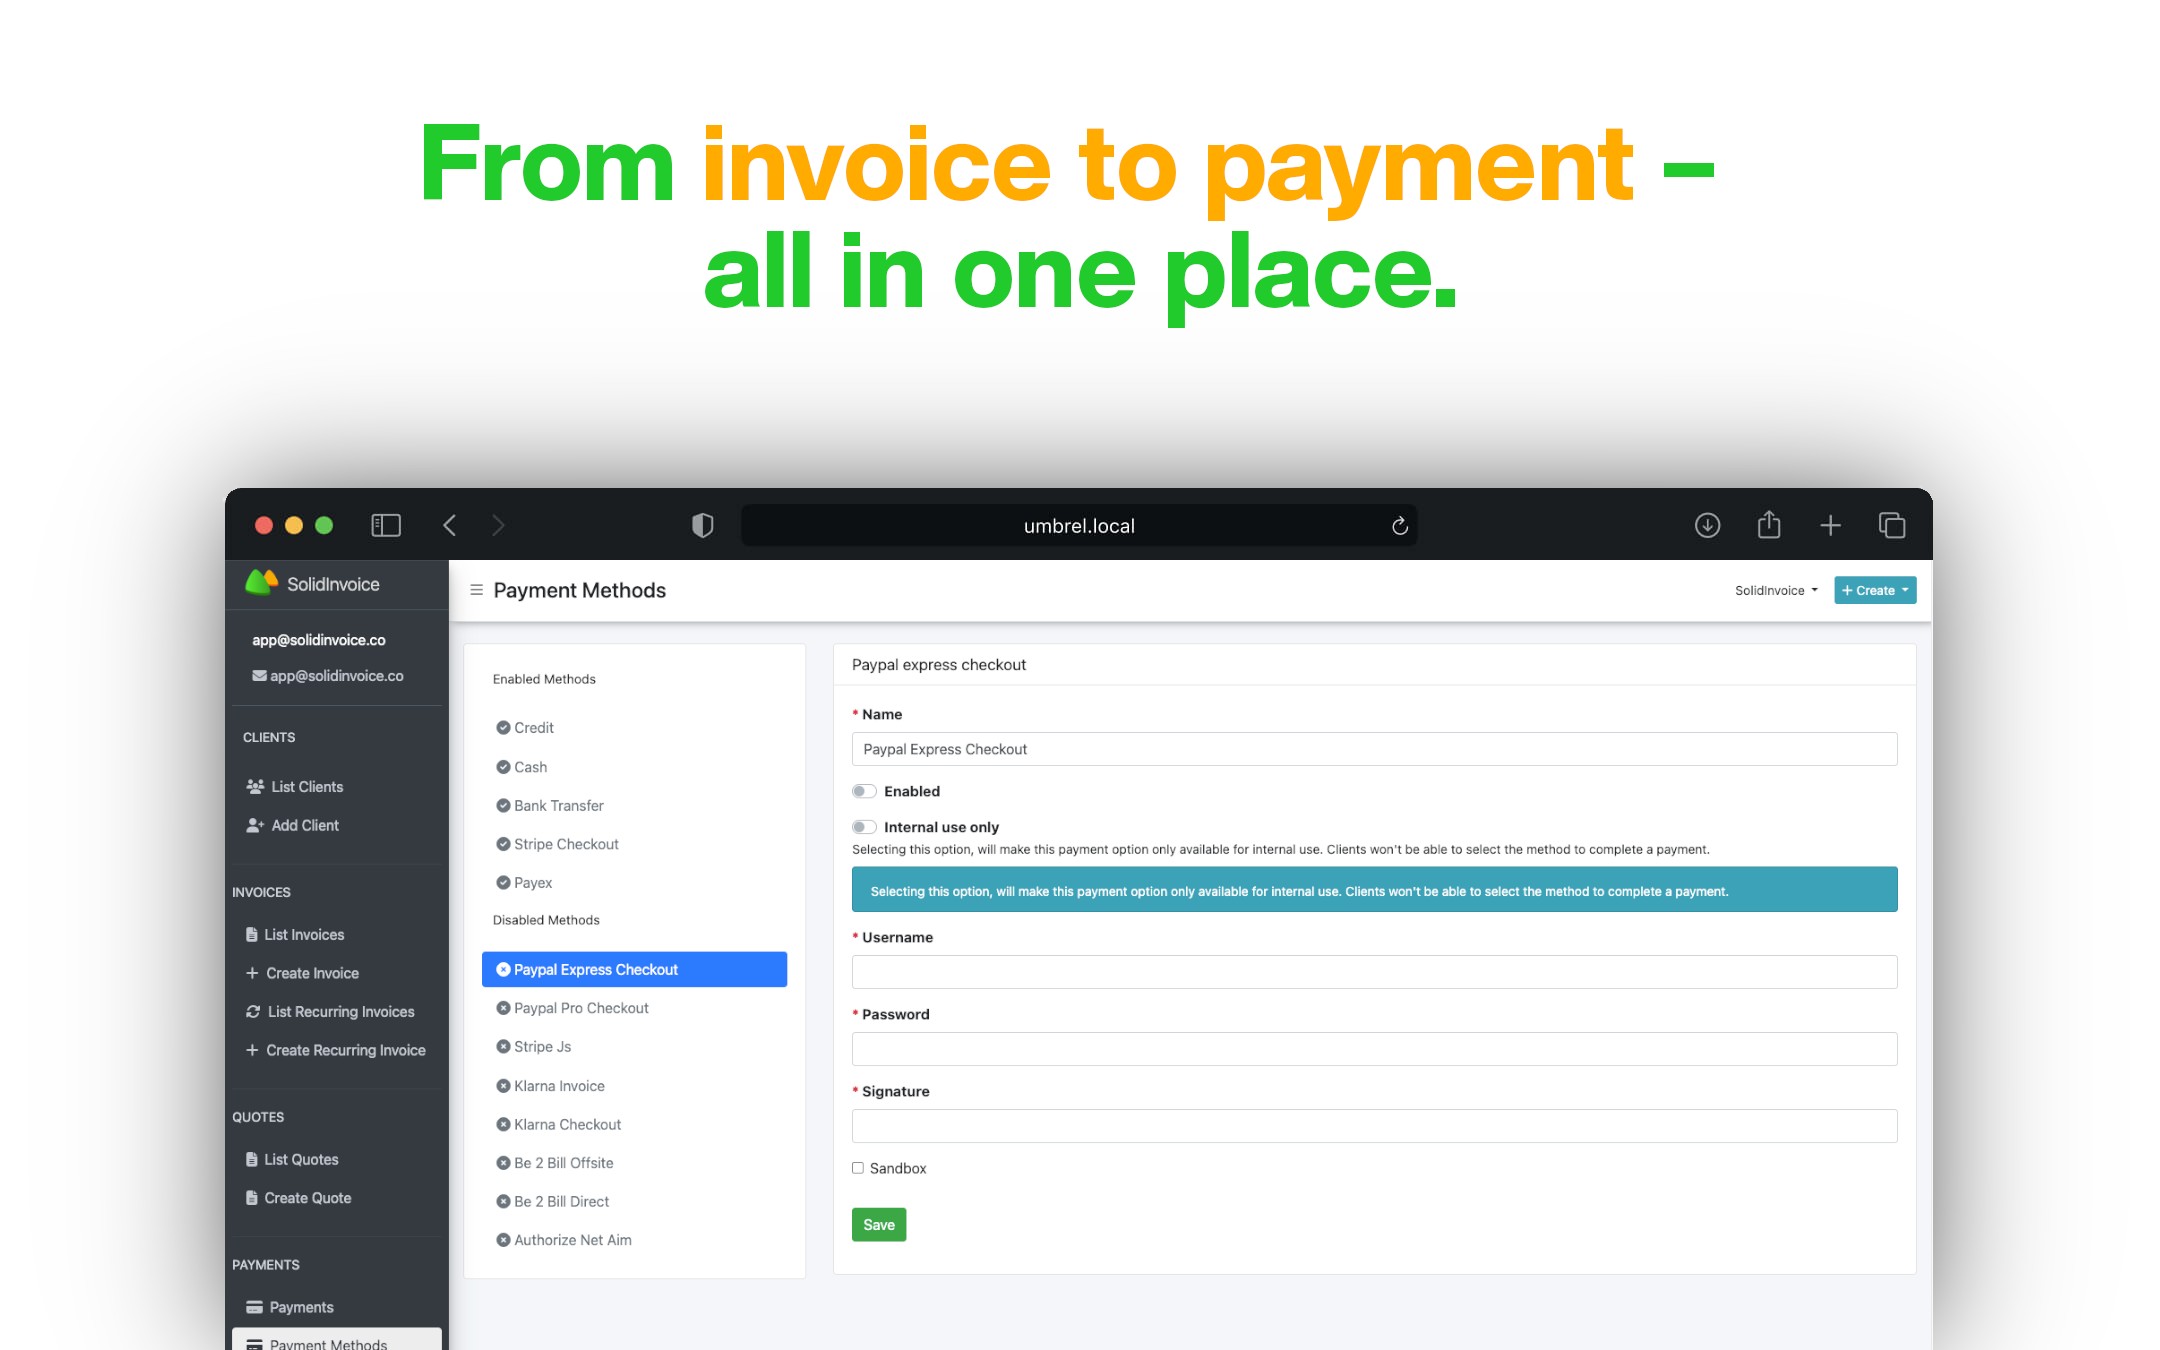 From invoice to payment –
all in one place.
umbrel.local
SolidInvoice
app@solidinvoice.co
app@solidinvoice.co
CLIENTS
List Clients
Add Client
INVOICES
List Invoices
Create Invoice
List Recurring Invoices
Create Recurring Invoice
QUOTES
List Quotes
Create Quote
PAYMENTS
Payments
Payment Methods
Payment Methods
SolidInvoice
+ Create
Enabled Methods
Credit
Cash
Bank Transfer
Stripe Checkout
Payex
Disabled Methods
Paypal Express Checkout
Paypal Pro Checkout
Stripe Js
Klarna Invoice
Klarna Checkout
Be 2 Bill Offsite
Be 2 Bill Direct
Authorize Net Aim
Paypal express checkout
* Name
Paypal Express Checkout
Enabled
Internal use only
Selecting this option, will make this payment option only available for internal use. Clients won't be able to select the method to complete a payment.
Selecting this option, will make this payment option only available for internal use. Clients won't be able to select the method to complete a payment.
* Username
* Password
* Signature
Sandbox
Save